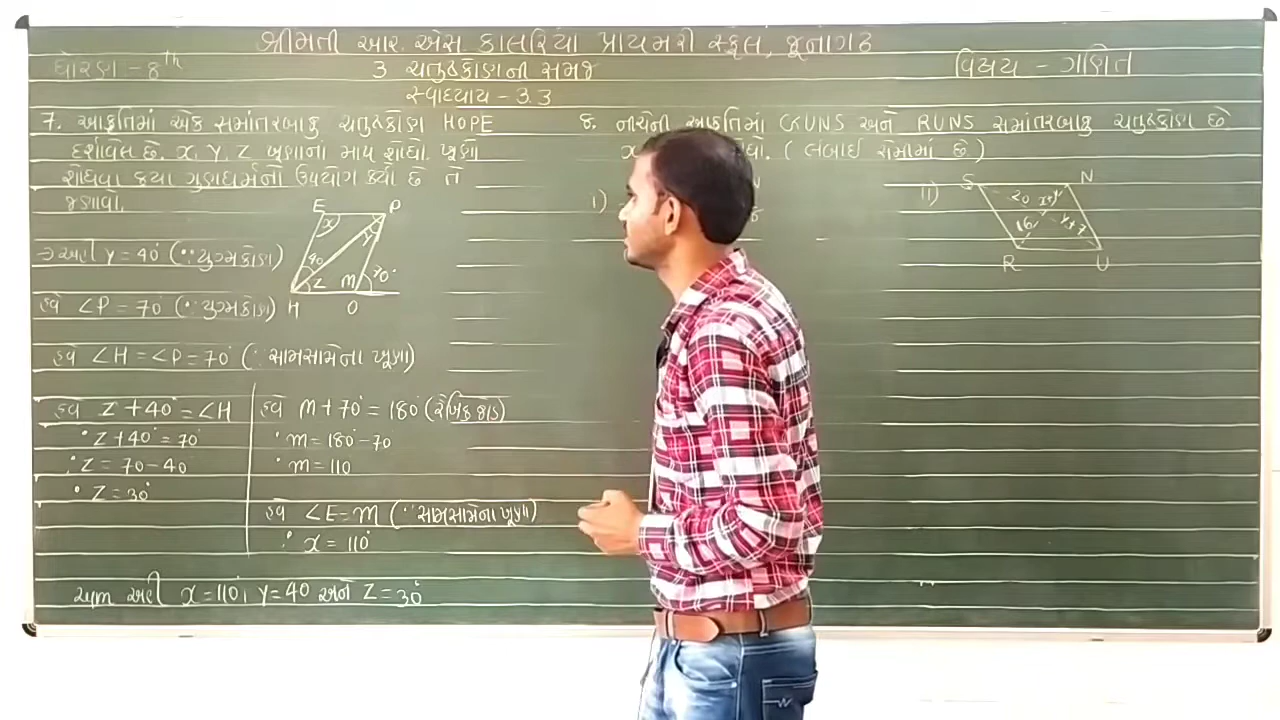 શ્રીમતી આર. એસ. કાલરિયા પ્રાયમરી સ્કૂલ, જૂનાગઢ
ધોરણ - 8th
3 ચતુષ્કોણની સમજ
વિષય - ગણિત
સ્વાધ્યાય - 3.3
7. આકૃતિમાં એક સમાંતરબાજુ ચતુષ્કોણ HOPE
દર્શાવેલ છે. x, y, z ખૂણાનાં માપ શોધો. ખૂણા
શોધવા કયા ગુણધર્મનો ઉપયોગ કર્યો છે તે
જણાવો.
E P
x y
40
z m 70°
H O
→ અહીં y = 40° (∵ યુગ્મકોણ)
હવે ∠P = 70° (∵ યુગ્મકોણ)
હવે ∠H = ∠P = 70° (∵ સામસામેના ખૂણા)
હવે z + 40° = ∠H
∴ z + 40° = 70°
∴ z = 70 - 40
∴ z = 30°
હવે m + 70° = 180° (રૈખિક જોડ)
∴ m = 180° - 70
∴ m = 110
હવે ∠E = m (∵ સામસામેના ખૂણા)
∴ x = 110°
આમ અહીં x = 110°, y = 40 અને z = 30°
8. નીચેની આકૃતિમાં GUNS અને RUNS સમાંતરબાજુ ચતુષ્કોણ છે.
x (લંબાઈ સેમીમાં છે)
i) N
ii) S N
20 x+y
16 y+7
R U